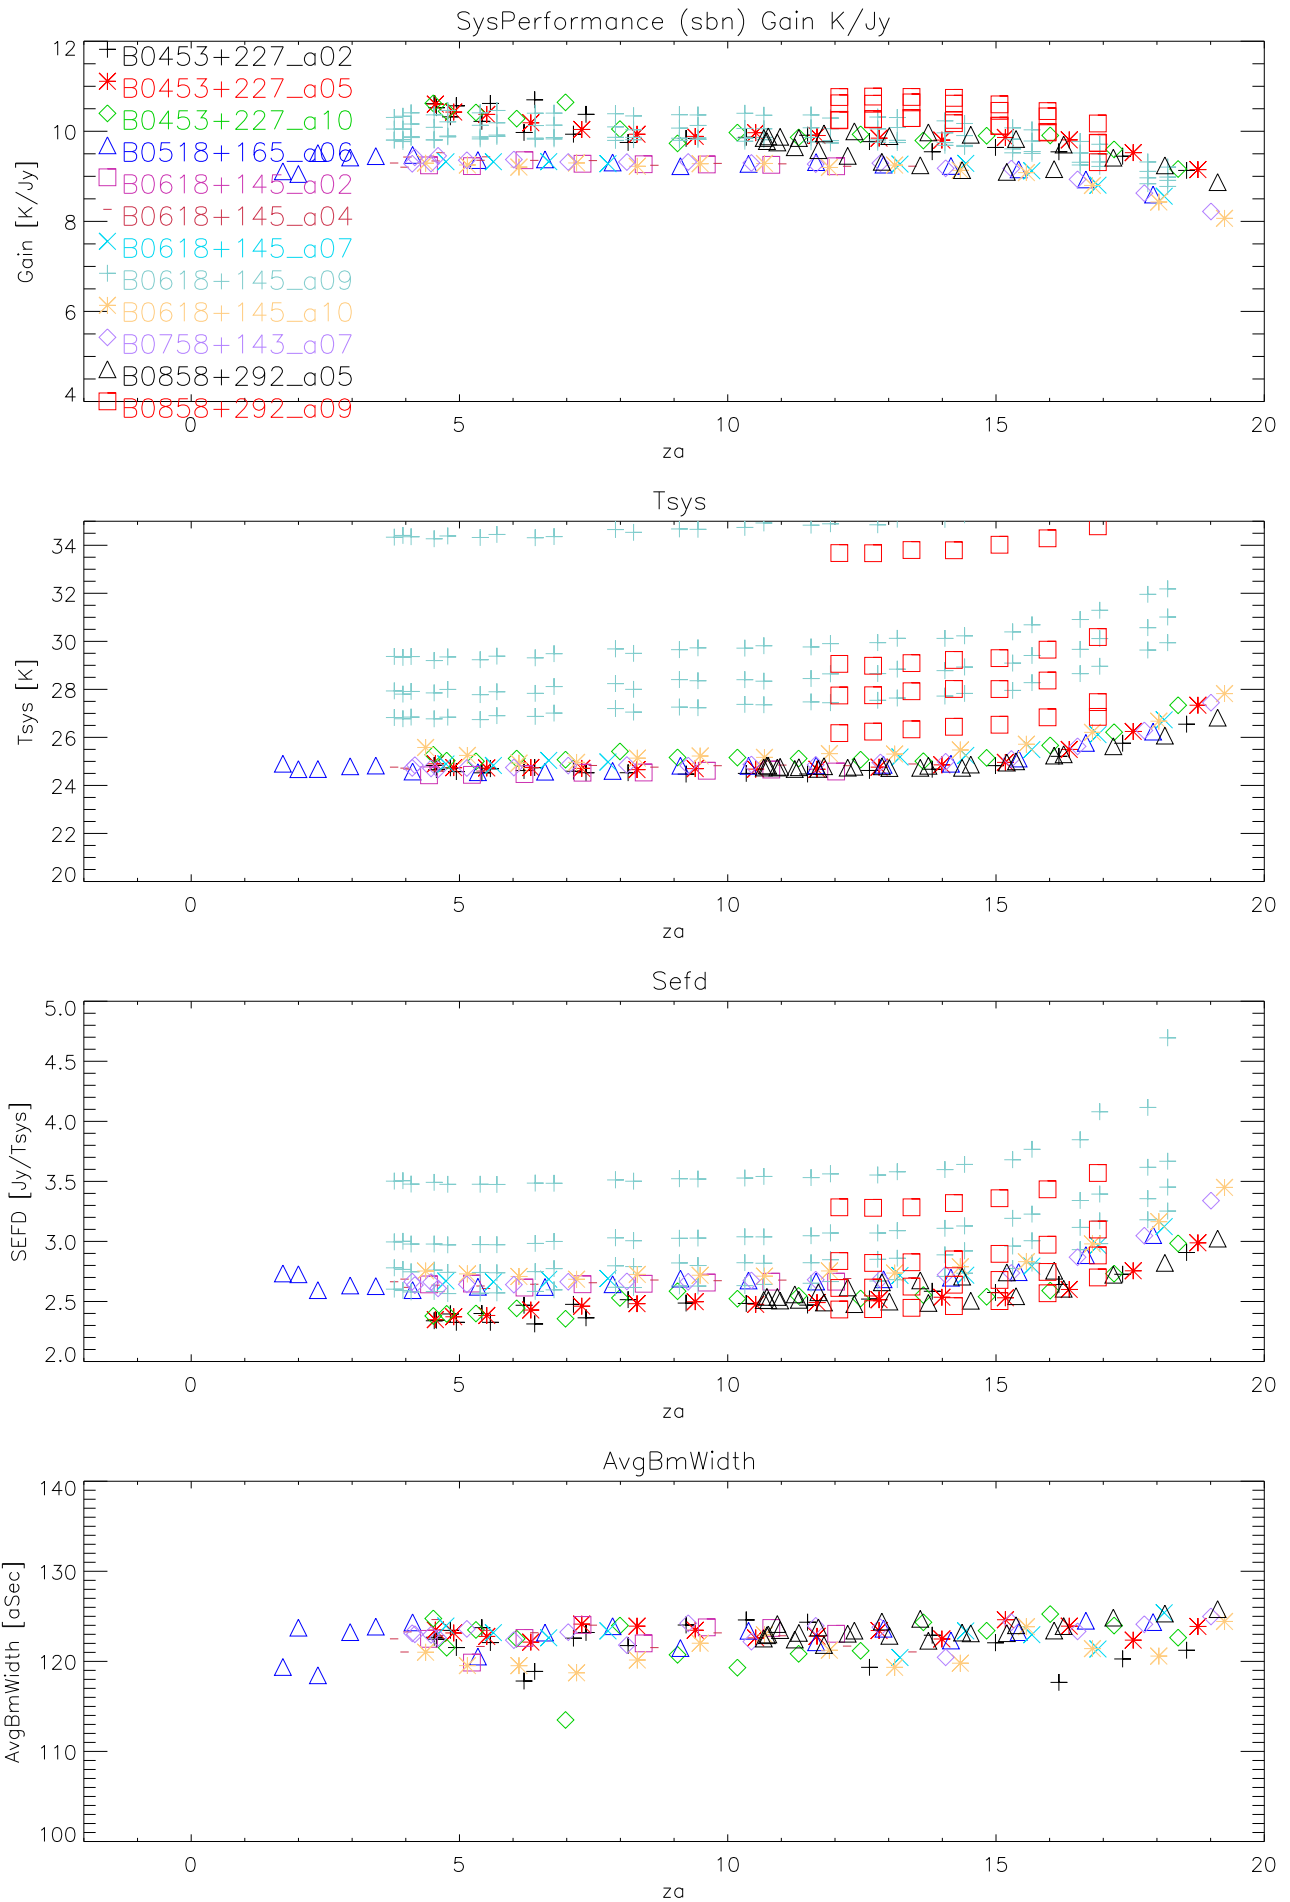 SysPerformance (sbn) Gain K/Jy
12
10
8
6
4
Gain [K/Jy]
B0453+227_a02
B0453+227_a05
B0453+227_a10
B0518+165_a06
B0618+145_a02
B0618+145_a04
B0618+145_a07
B0618+145_a09
B0618+145_a10
B0758+143_a07
B0858+292_a05
B0858+292_a09
0 5 10 15 20
za
Tsys
34
32
30
28
26
24
22
20
Tsys [K]
0 5 10 15 20
za
Sefd
5.0
4.5
4.0
3.5
3.0
2.5
2.0
SEFD [Jy/Tsys]
0 5 10 15 20
za
AvgBmWidth
140
130
120
110
100
AvgBmWidth [aSec]
0 5 10 15 20
za